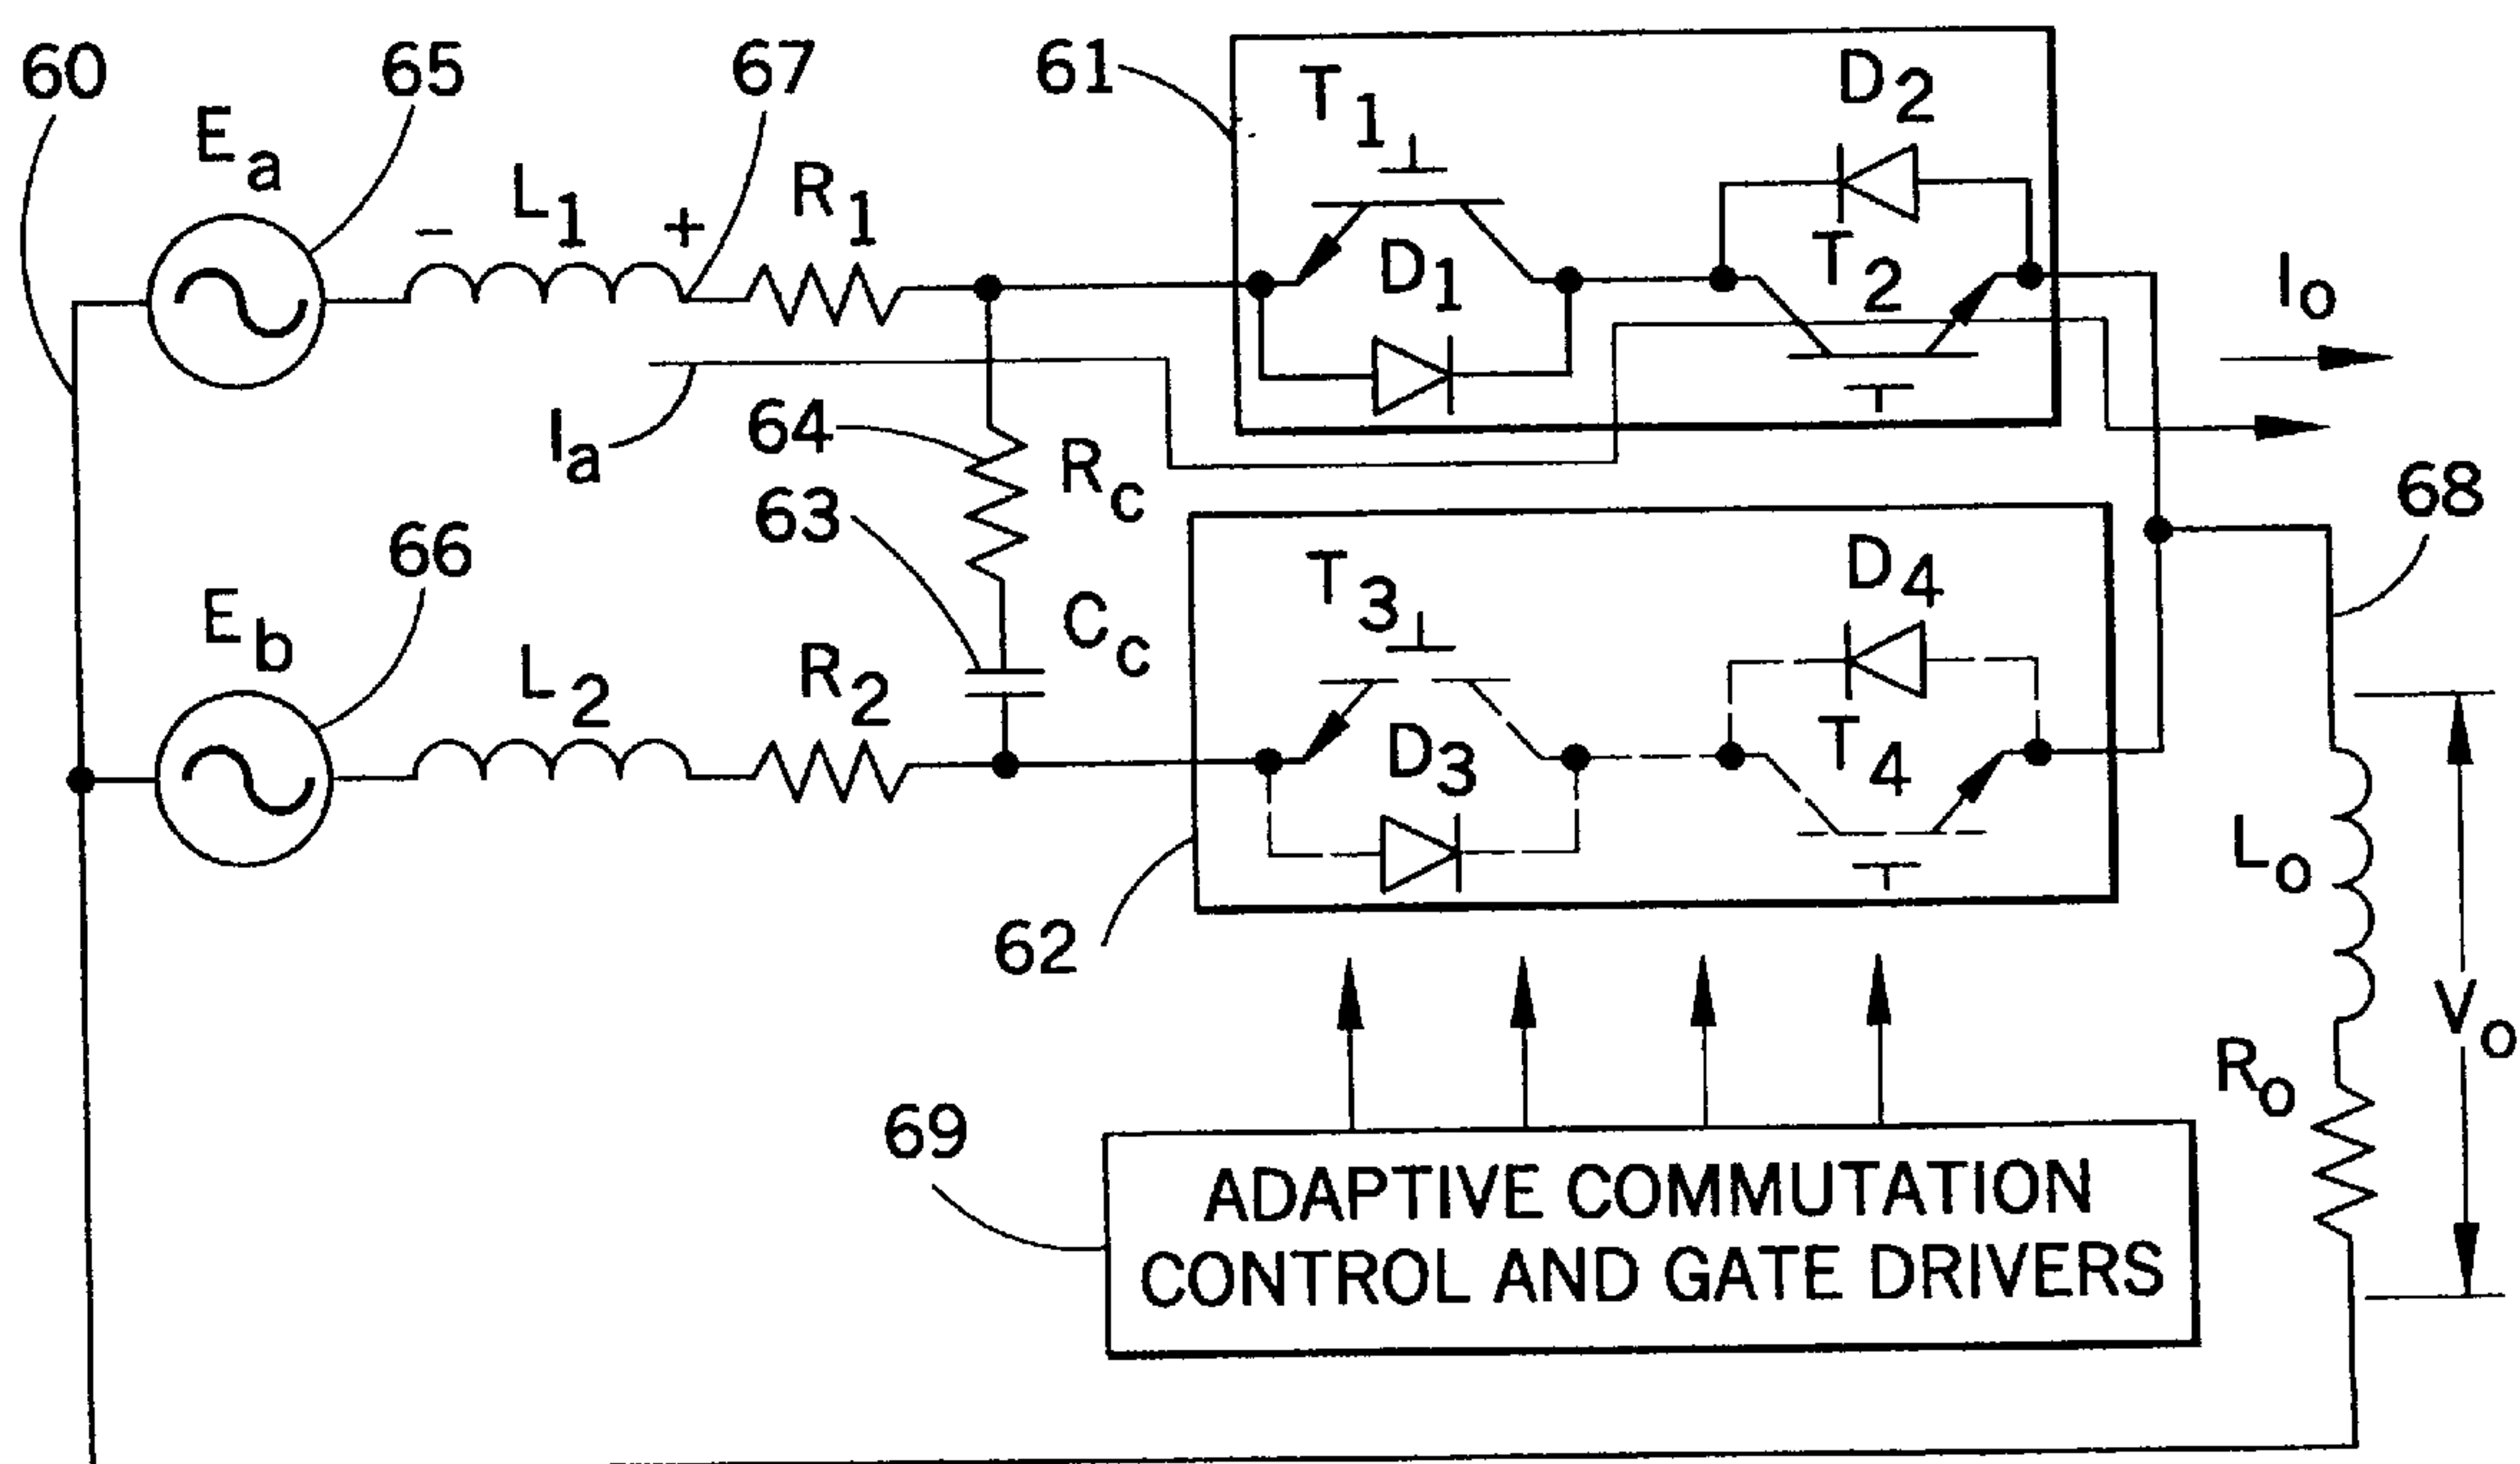 60
65
67
61
Ea
L1
- +
R1
T1
D2
D1
T2
Io
Ia
64
Rc
63
68
66
Eb
L2
R2
Cc
T3
D4
D3
T4
62
Lo
Vo
Ro
69
ADAPTIVE COMMUTATION
CONTROL AND GATE DRIVERS